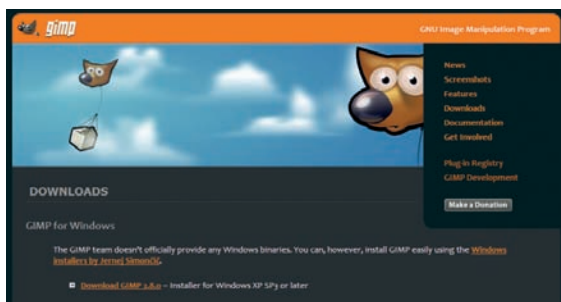 gimp
GNU Image Manipulation Program
News
Screenshots
Features
Downloads
Documentation
Get Involved
Plug-in Registry
GIMP Development
Make a Donation
DOWNLOADS
GIMP for Windows
The GIMP team doesn't officially provide any Windows binaries. You can, however, install GIMP easily using the Windows
installers by Jernej Simončič.
Download GIMP 2.8.0 – Installer for Windows XP SP3 or later